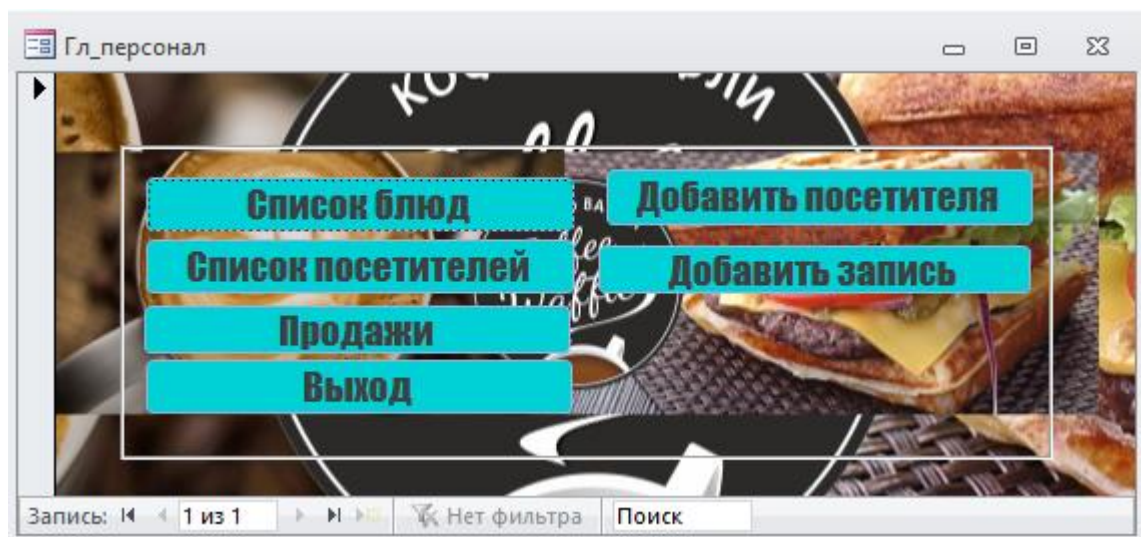 Гл_персонал
Список блюд
Добавить посетителя
Список посетителей
Добавить запись
Продажи
Выход
Запись: 1 из 1 Нет фильтра Поиск